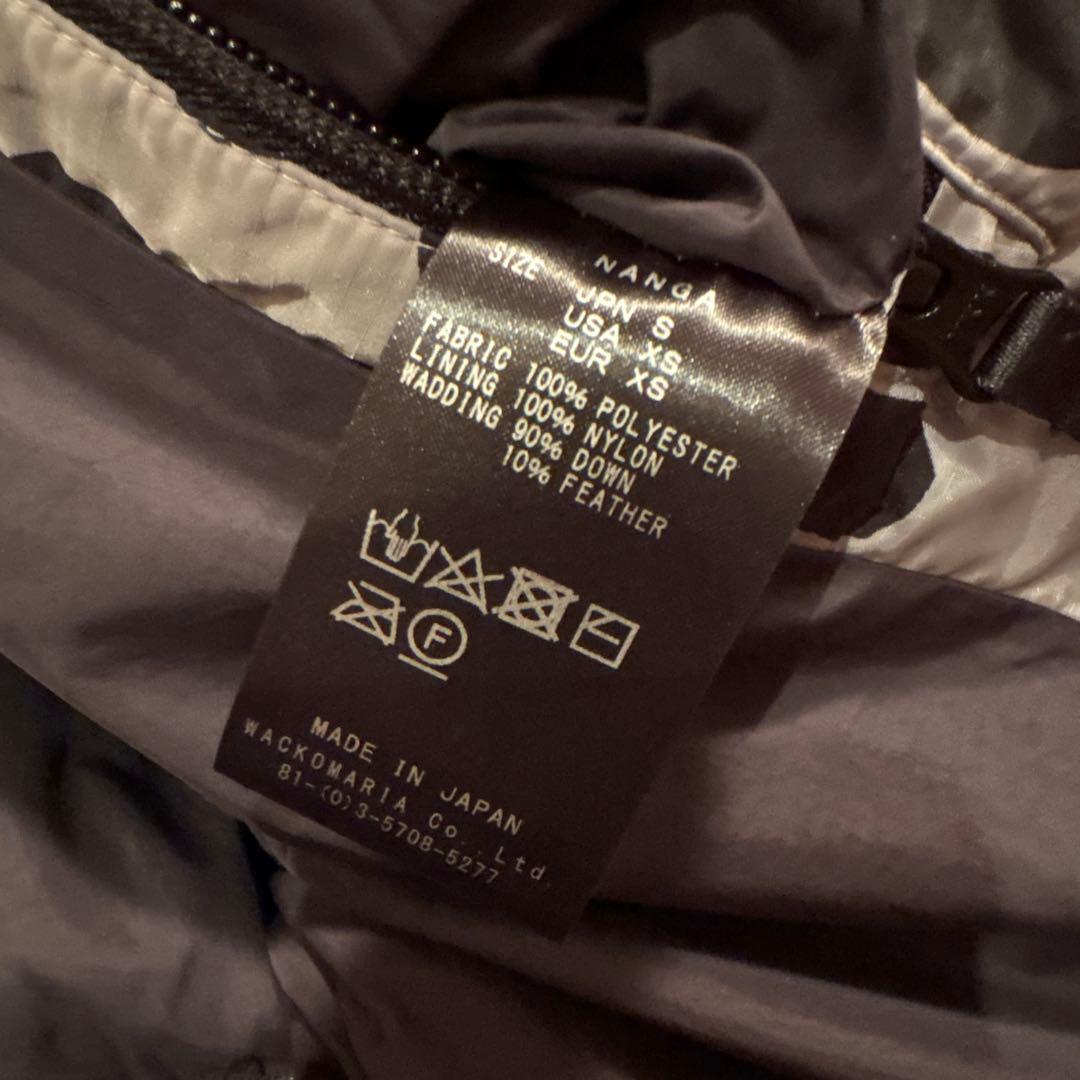 NANGA
SIZE JPN S
USA XS
EUR XS
FABRIC 100% POLYESTER
LINING 100% NYLON
WADDING 90% DOWN
10% FEATHER
F
MADE IN JAPAN
WACKOMARIA Co.,Ltd.
81-(0)3-5708-5277